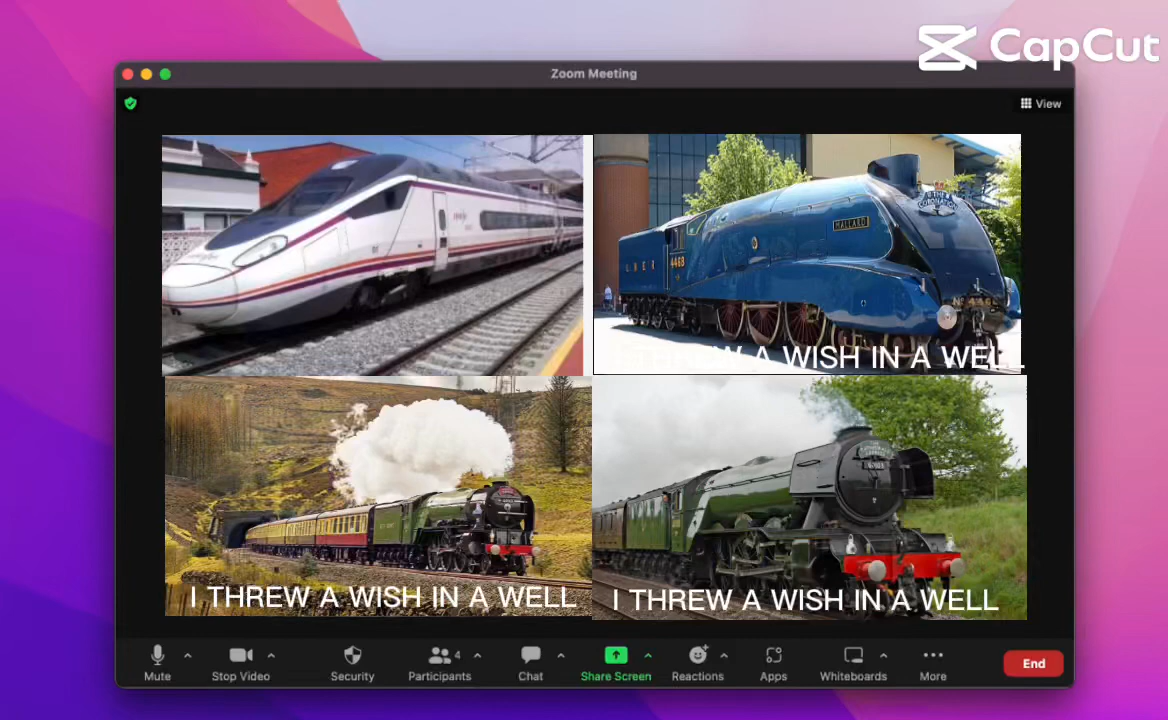 CapCut
Zoom Meeting
View
MALLARD
4468
I THREW A WISH IN A WELL
I THREW A WISH IN A WELL
I THREW A WISH IN A WELL
Mute
Stop Video
Security
4
Participants
Chat
Share Screen
Reactions
Apps
Whiteboards
More
End